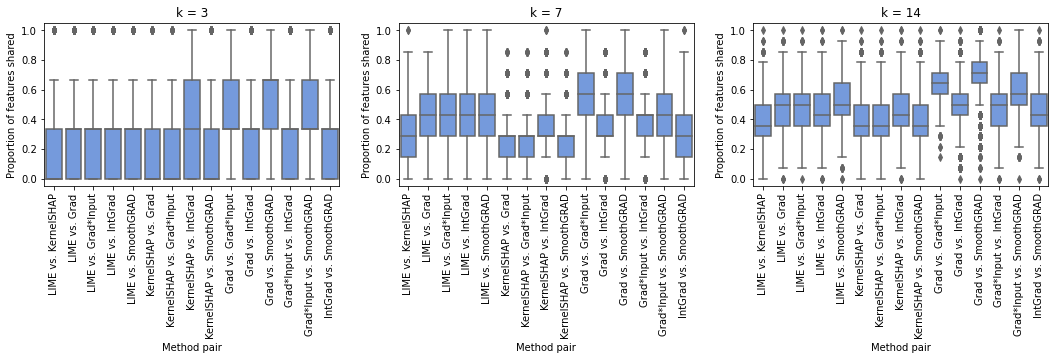 k = 3
Proportion of features shared
1.0
0.8
0.6
0.4
0.2
0.0
LIME vs. KernelSHAP
LIME vs. Grad
LIME vs. Grad*Input
LIME vs. IntGrad
LIME vs. SmoothGRAD
KernelSHAP vs. Grad
KernelSHAP vs. Grad*Input
KernelSHAP vs. IntGrad
KernelSHAP vs. SmoothGRAD
Grad vs. Grad*Input
Grad vs. IntGrad
Grad vs. SmoothGRAD
Grad*Input vs. IntGrad
Grad*Input vs. SmoothGRAD
IntGrad vs. SmoothGRAD
Method pair
k = 7
Proportion of features shared
1.0
0.8
0.6
0.4
0.2
0.0
LIME vs. KernelSHAP
LIME vs. Grad
LIME vs. Grad*Input
LIME vs. IntGrad
LIME vs. SmoothGRAD
KernelSHAP vs. Grad
KernelSHAP vs. Grad*Input
KernelSHAP vs. IntGrad
KernelSHAP vs. SmoothGRAD
Grad vs. Grad*Input
Grad vs. IntGrad
Grad vs. SmoothGRAD
Grad*Input vs. IntGrad
Grad*Input vs. SmoothGRAD
IntGrad vs. SmoothGRAD
Method pair
k = 14
Proportion of features shared
1.0
0.8
0.6
0.4
0.2
0.0
LIME vs. KernelSHAP
LIME vs. Grad
LIME vs. Grad*Input
LIME vs. IntGrad
LIME vs. SmoothGRAD
KernelSHAP vs. Grad
KernelSHAP vs. Grad*Input
KernelSHAP vs. IntGrad
KernelSHAP vs. SmoothGRAD
Grad vs. Grad*Input
Grad vs. IntGrad
Grad vs. SmoothGRAD
Grad*Input vs. IntGrad
Grad*Input vs. SmoothGRAD
IntGrad vs. SmoothGRAD
Method pair